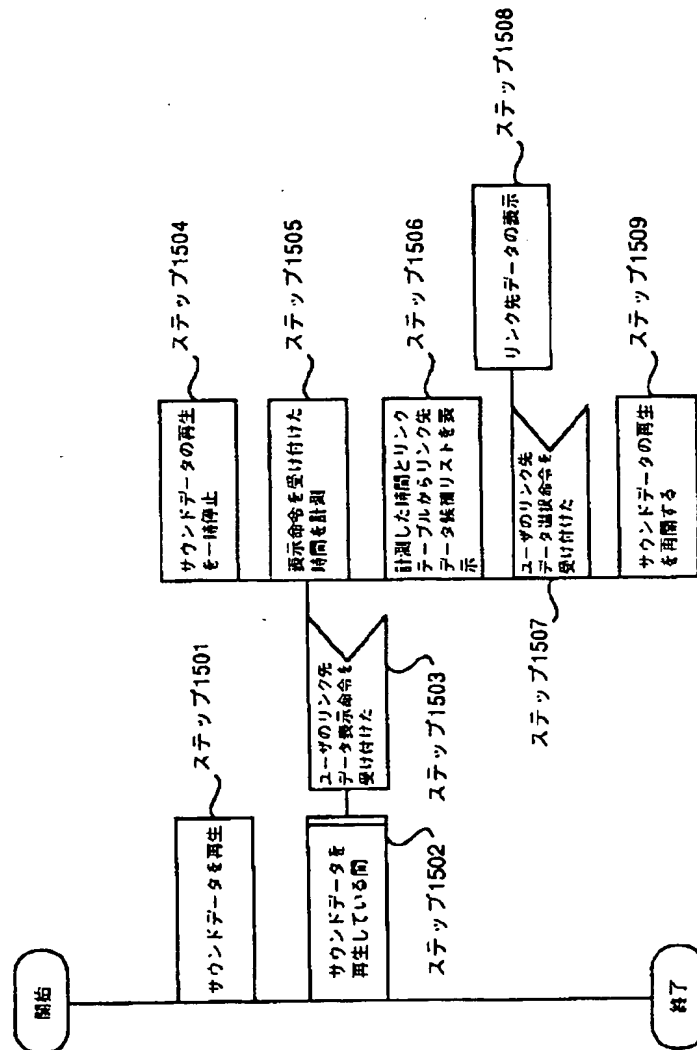 開始
サウンドデータを再生
ステップ1501
サウンドデータを
再生している間
ステップ1502
ユーザのリンク先
データ表示命令を
受け付けた
ステップ1503
サウンドデータの再生
を一時停止
ステップ1504
表示命令を受け付けた
時間を計測
ステップ1505
計測した時間とリンク
テーブルからリンク先
データ候補リストを表
示
ステップ1506
ユーザのリンク先
データ選択命令を
受け付けた
ステップ1507
リンク先データの表示
ステップ1508
サウンドデータの再生
を再開する
ステップ1509
終了